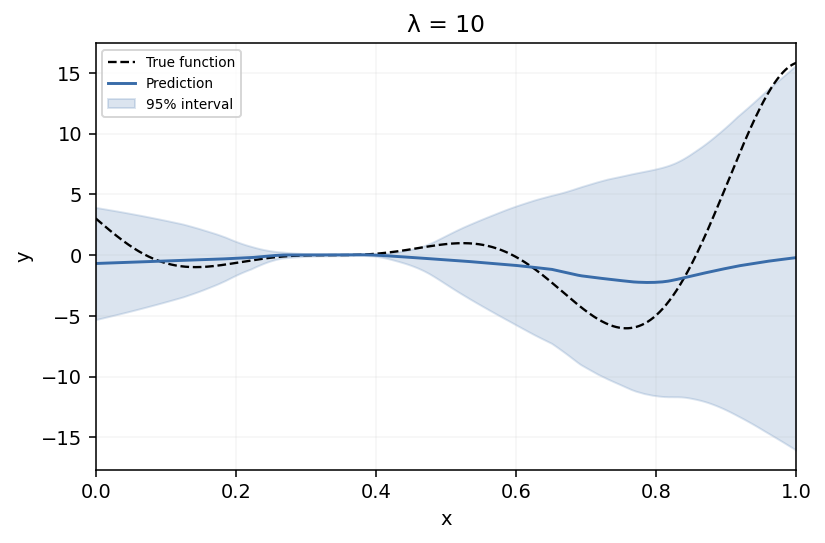 λ = 10
True function
Prediction
95% interval
y
15
10
5
0
−5
−10
−15
0.0 0.2 0.4 0.6 0.8 1.0
x